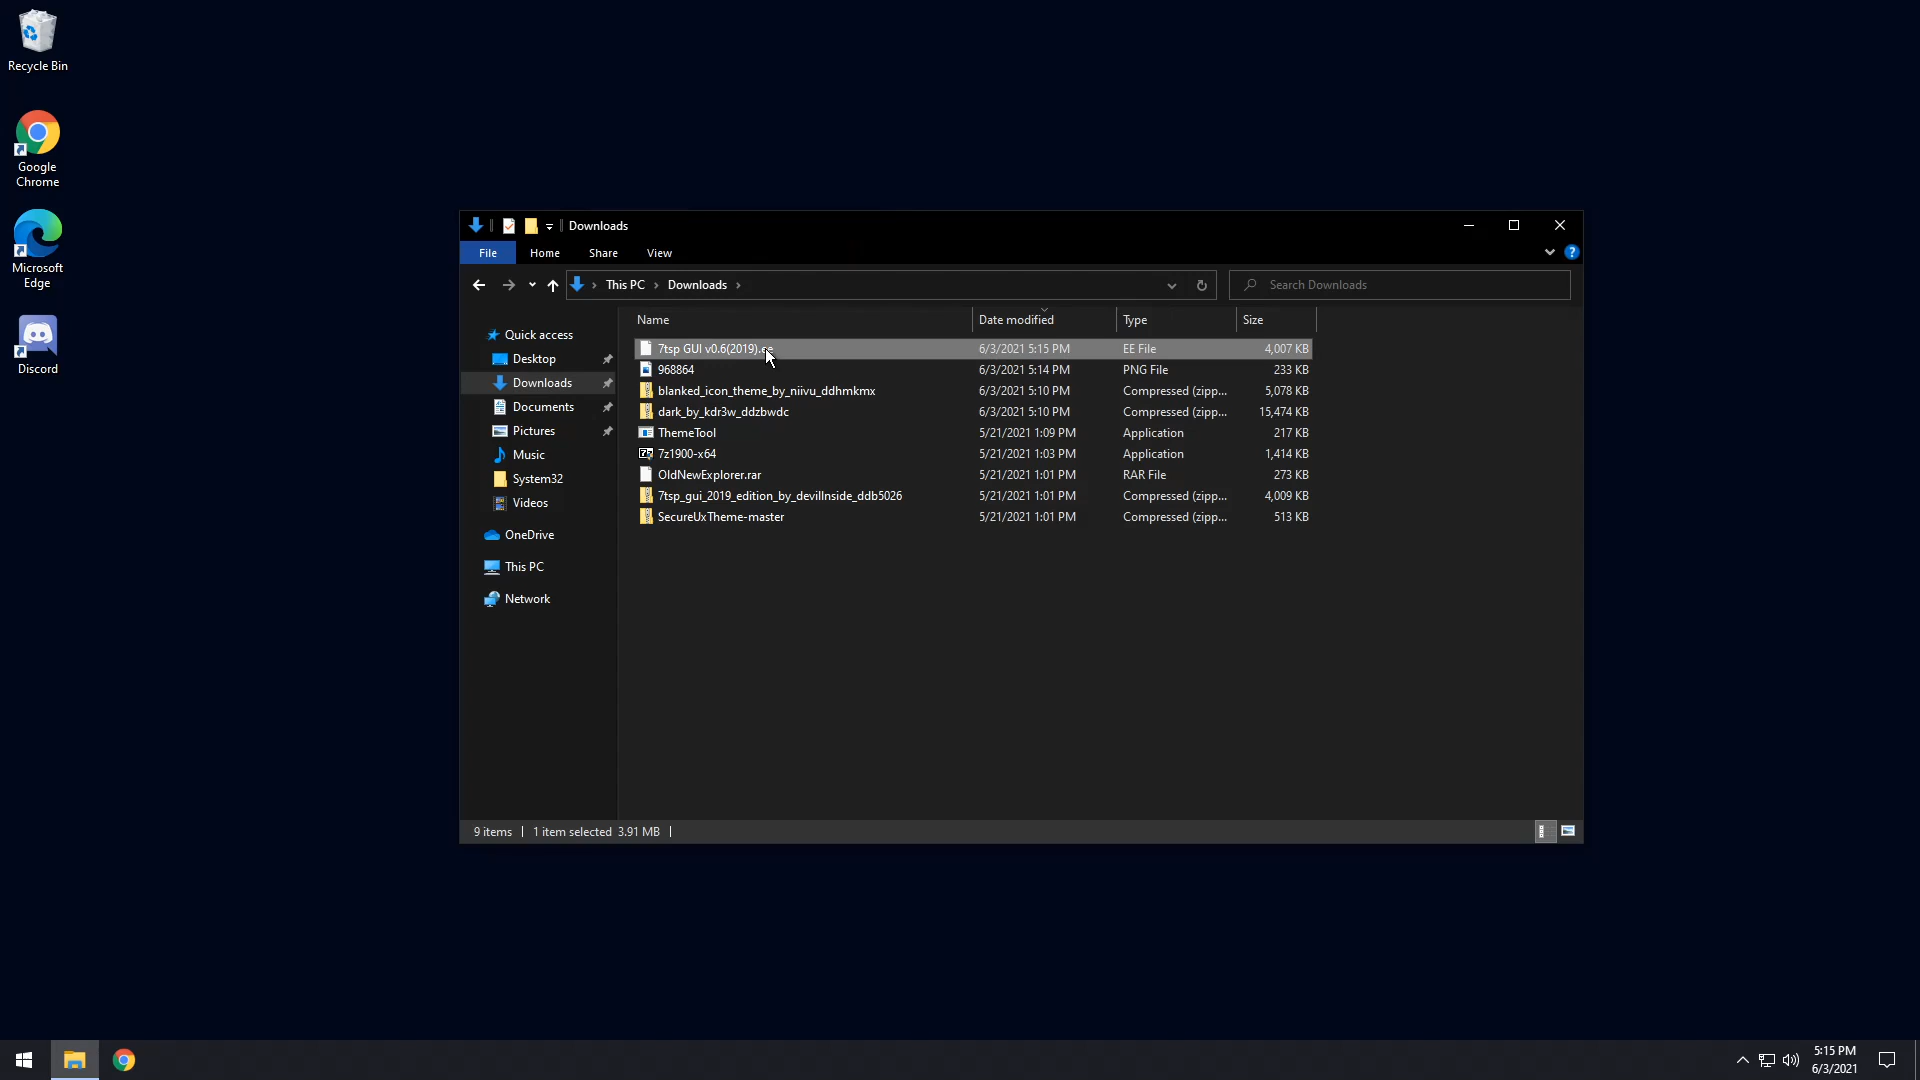 Recycle Bin
Google
Chrome
Microsoft
Edge
Discord
Downloads
File Home Share View
This PC > Downloads >
Search Downloads
Quick access
Desktop
Downloads
Documents
Pictures
Music
System32
Videos
OneDrive
This PC
Network
Name Date modified Type Size
7tsp GUI v0.6(2019).ee 6/3/2021 5:15 PM EE File 4,007 KB
968864 6/3/2021 5:14 PM PNG File 233 KB
blanked_icon_theme_by_niivu_ddhmkmx 6/3/2021 5:10 PM Compressed (zipp... 5,078 KB
dark_by_kdr3w_ddzbwdc 6/3/2021 5:10 PM Compressed (zipp... 15,474 KB
ThemeTool 5/21/2021 1:09 PM Application 217 KB
7z1900-x64 5/21/2021 1:03 PM Application 1,414 KB
OldNewExplorer.rar 5/21/2021 1:01 PM RAR File 273 KB
7tsp_gui_2019_edition_by_devillnside_ddb5026 5/21/2021 1:01 PM Compressed (zipp... 4,009 KB
SecureUxTheme-master 5/21/2021 1:01 PM Compressed (zipp... 513 KB
9 items | 1 item selected 3.91 MB |
5:15 PM
6/3/2021